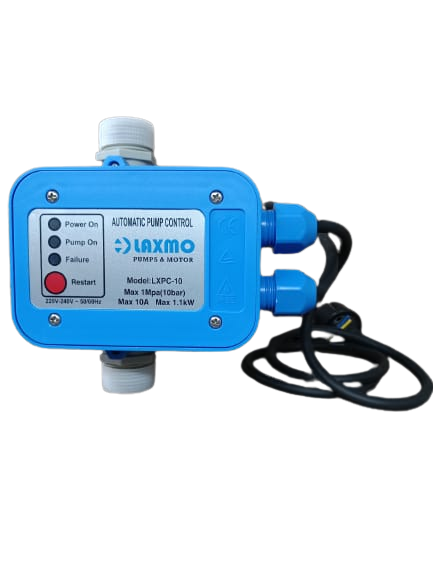 AUTOMATIC PUMP CONTROL
LAXMO
PUMPS & MOTOR
Power On
Pump On
Failure
Restart
220V-240V ~ 50/60Hz
Model:LXPC-10
Max 1Mpa(10bar)
Max 10A Max 1.1kW
CE